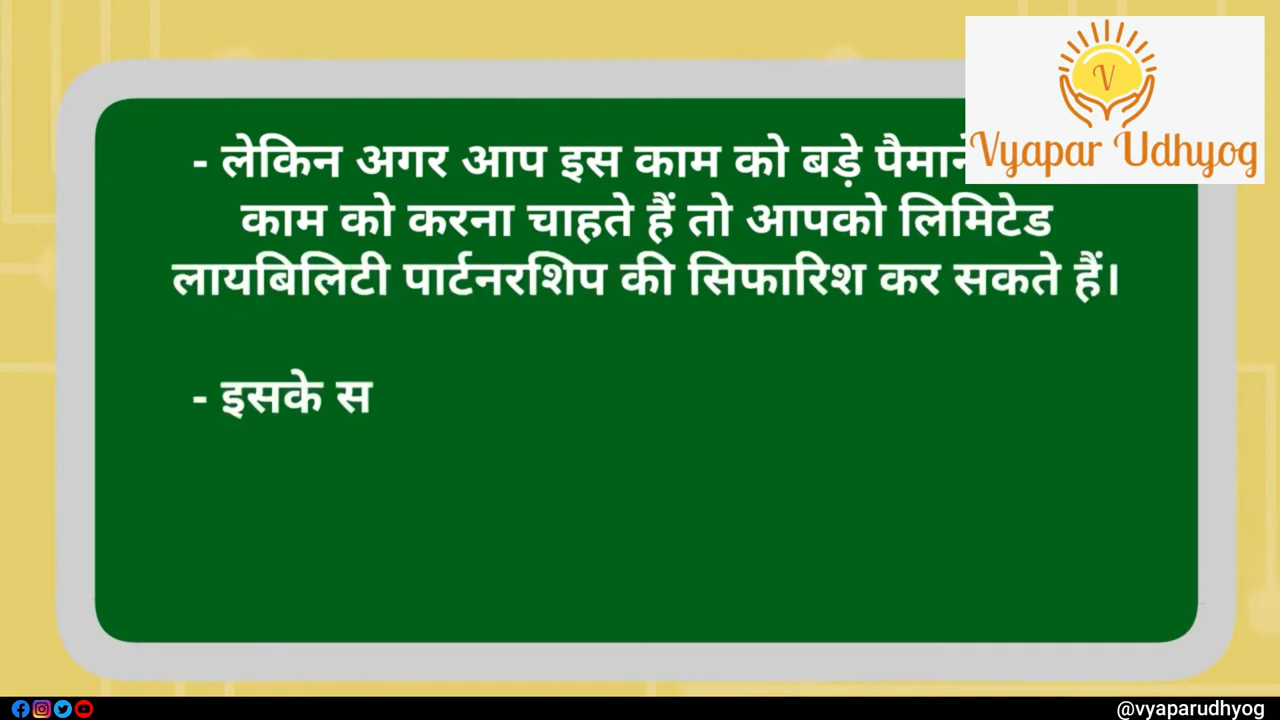 - लेकिन अगर आप इस काम को बड़े पैमाने
काम को करना चाहते हैं तो आपको लिमिटेड
लायबिलिटी पार्टनरशिप की सिफारिश कर सकते हैं।
- इसके स
V
Vyapar Udhyog
@vyaparudhyog